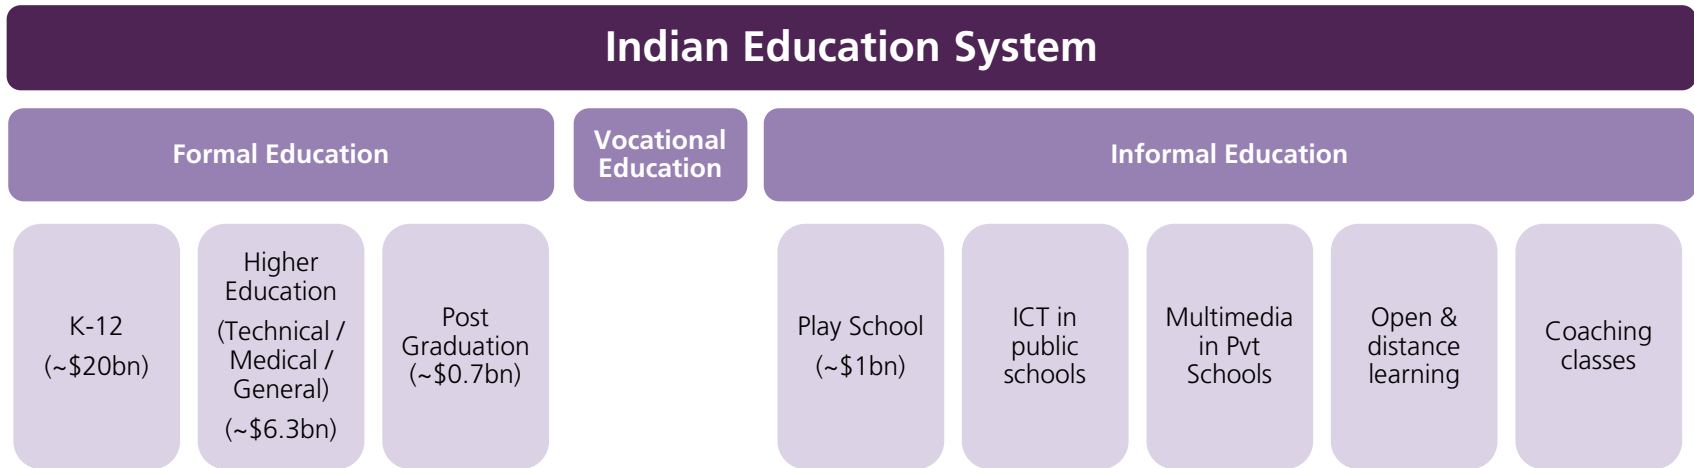 Indian Education System
Formal Education
Vocational
Education
Informal Education
K-12
(~$20bn)
Higher
Education
(Technical /
Medical /
General)
(~$6.3bn)
Post
Graduation
(~$0.7bn)
Play School
(~$1bn)
ICT in
public
schools
Multimedia
in Pvt
Schools
Open &
distance
learning
Coaching
classes